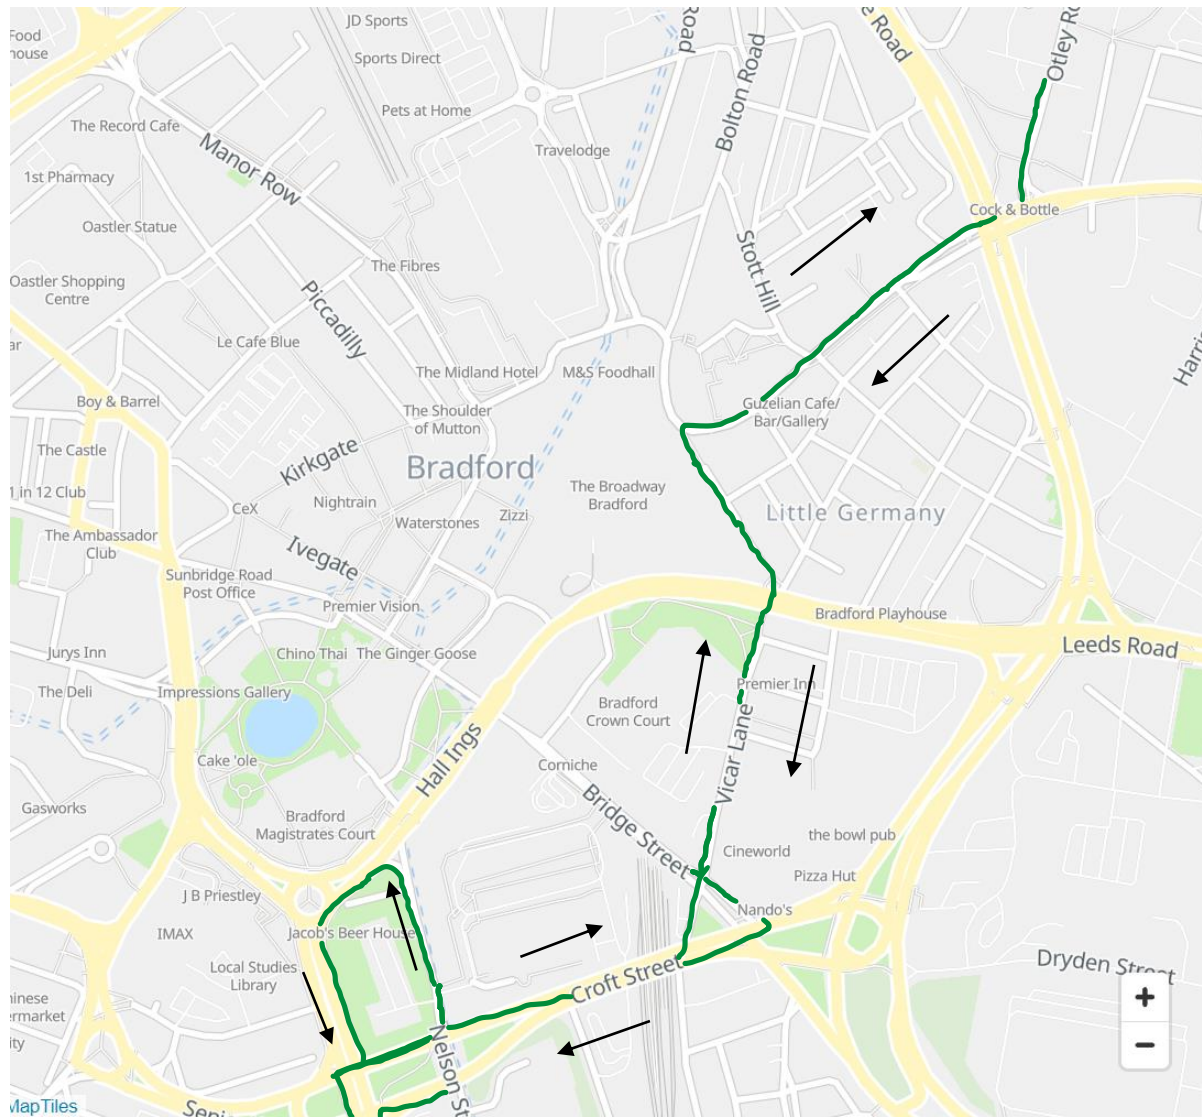 Food
house
JD Sports
Sports Direct
Pets at Home
Road
Bolton Road
e Road
Otley Ro
The Record Cafe
Manor Row
1st Pharmacy
Travelodge
Cock & Bottle
Oastler Statue
Stott Hill
The Fibres
Oastler Shopping
Centre
Piccadilly
Le Cafe Blue
ar
Harris
The Midland Hotel
M&S Foodhall
Boy & Barrel
The Shoulder
of Mutton
Guzelian Cafe/
Bar/Gallery
The Castle
Kirkgate
Bradford
1 in 12 Club
Nightrain
CeX
Waterstones
Zizzi
The Broadway
Bradford
Little Germany
The Ambassador
Club
Ivegate
Sunbridge Road
Post Office
Premier Vision
Bradford Playhouse
Jurys Inn
Chino Thai
The Ginger Goose
Leeds Road
The Deli
Impressions Gallery
Bradford
Crown Court
Premier Inn
Cake 'ole
Hall Ings
Corniche
Vicar Lane
Gasworks
Bradford
Magistrates Court
Bridge Street
the bowl pub
Cineworld
Pizza Hut
J B Priestley
Nando's
IMAX
Jacob's Beer House
Local Studies
Library
Croft Street
Dryden Street
+
hinese
ermarket
ity
Nelson St
−
MapTiles